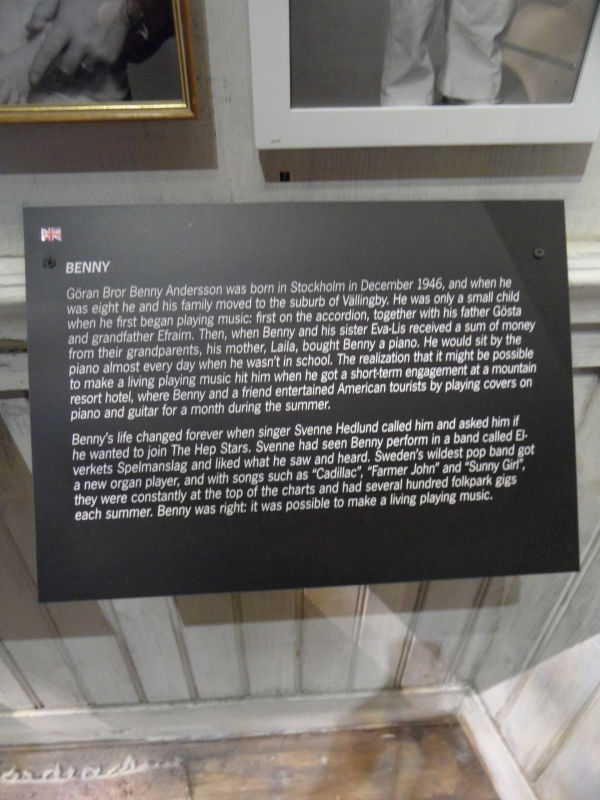 7
BENNY
Göran Bror Benny Andersson was born in Stockholm in December 1946, and when he
was eight he and his family moved to the suburb of Vällingby. He was only a small child
when he first began playing music: first on the accordion, together with his father Gösta
and grandfather Efraim. Then, when Benny and his sister Eva-Lis received a sum of money
from their grandparents, his mother, Laila, bought Benny a piano. He would sit by the
piano almost every day when he wasn't in school. The realization that it might be possible
to make a living playing music hit him when he got a short-term engagement at a mountain
resort hotel, where Benny and a friend entertained American tourists by playing covers on
piano and guitar for a month during the summer.
Benny's life changed forever when singer Svenne Hedlund called him and asked him if
he wanted to join The Hep Stars. Svenne had seen Benny perform in a band called El-
verkets Spelmanslag and liked what he saw and heard. Sweden's wildest pop band got
a new organ player, and with songs such as "Cadillac", "Farmer John" and "Sunny Girl",
they were constantly at the top of the charts and had several hundred folkpark gigs
each summer. Benny was right: it was possible to make a living playing music.